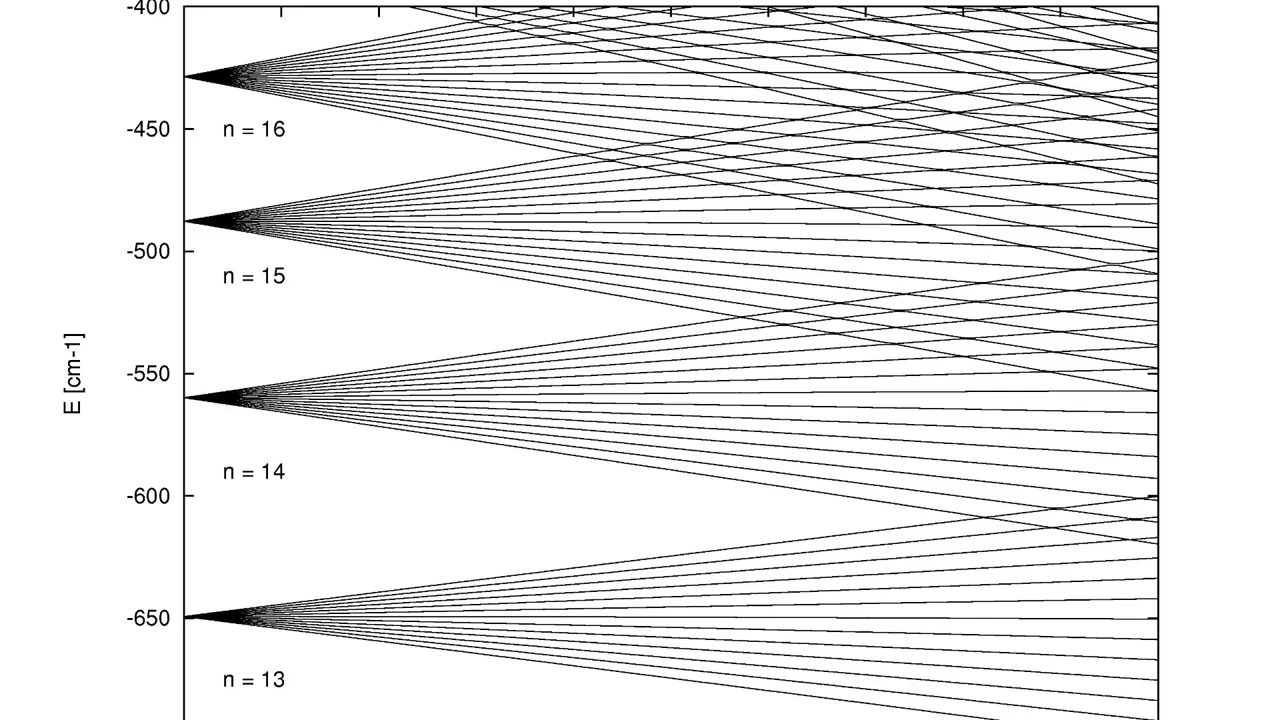 -400
-450
n = 16
-500
n = 15
E [cm-1]
-550
n = 14
-600
-650
n = 13